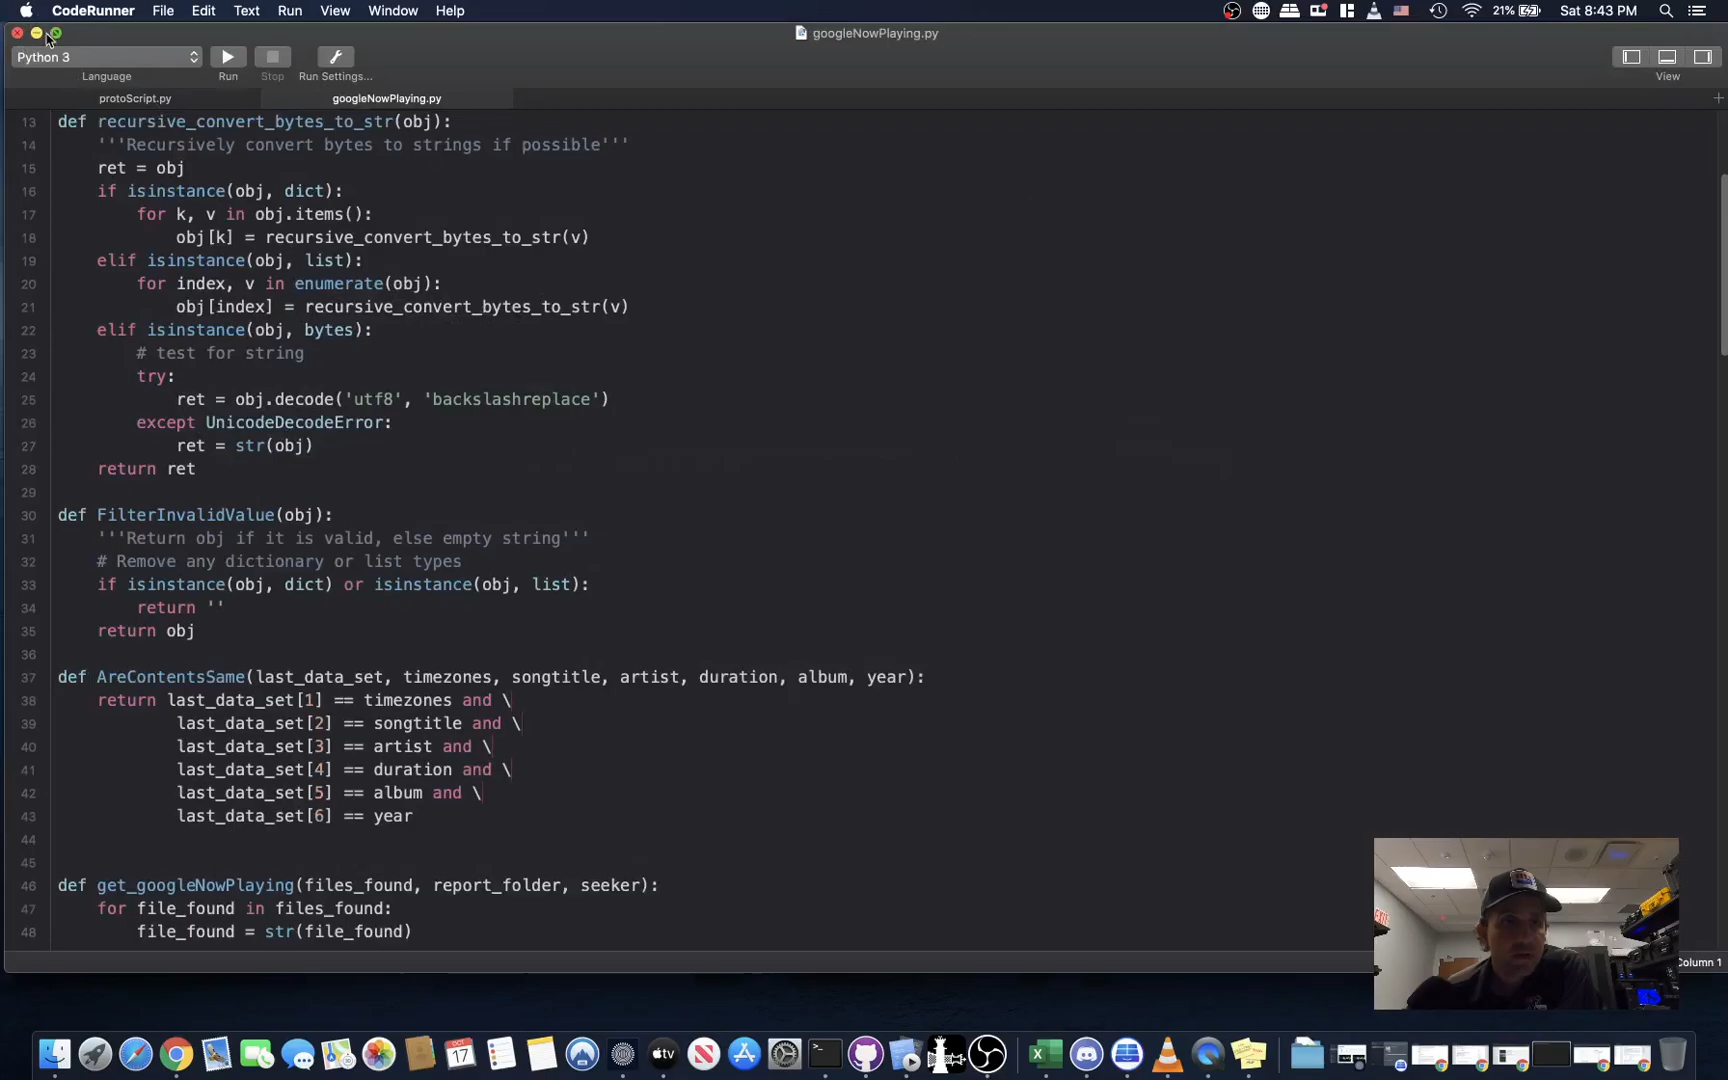 CodeRunner File Edit Text Run View Window Help 21% Sat 8:43 PM
googleNowPlaying.py
Python 3
Language Run Stop Run Settings... View
protoScript.py googleNowPlaying.py +
13 def recursive_convert_bytes_to_str(obj):
14 '''Recursively convert bytes to strings if possible'''
15 ret = obj
16 if isinstance(obj, dict):
17 for k, v in obj.items():
18 obj[k] = recursive_convert_bytes_to_str(v)
19 elif isinstance(obj, list):
20 for index, v in enumerate(obj):
21 obj[index] = recursive_convert_bytes_to_str(v)
22 elif isinstance(obj, bytes):
23 # test for string
24 try:
25 ret = obj.decode('utf8', 'backslashreplace')
26 except UnicodeDecodeError:
27 ret = str(obj)
28 return ret
29
30 def FilterInvalidValue(obj):
31 '''Return obj if it is valid, else empty string'''
32 # Remove any dictionary or list types
33 if isinstance(obj, dict) or isinstance(obj, list):
34 return ''
35 return obj
36
37 def AreContentsSame(last_data_set, timezones, songtitle, artist, duration, album, year):
38 return last_data_set[1] == timezones and \
39 last_data_set[2] == songtitle and \
40 last_data_set[3] == artist and \
41 last_data_set[4] == duration and \
42 last_data_set[5] == album and \
43 last_data_set[6] == year
44
45
46 def get_googleNowPlaying(files_found, report_folder, seeker):
47 for file_found in files_found:
48 file_found = str(file_found)
Column 1
OCT
17
tv